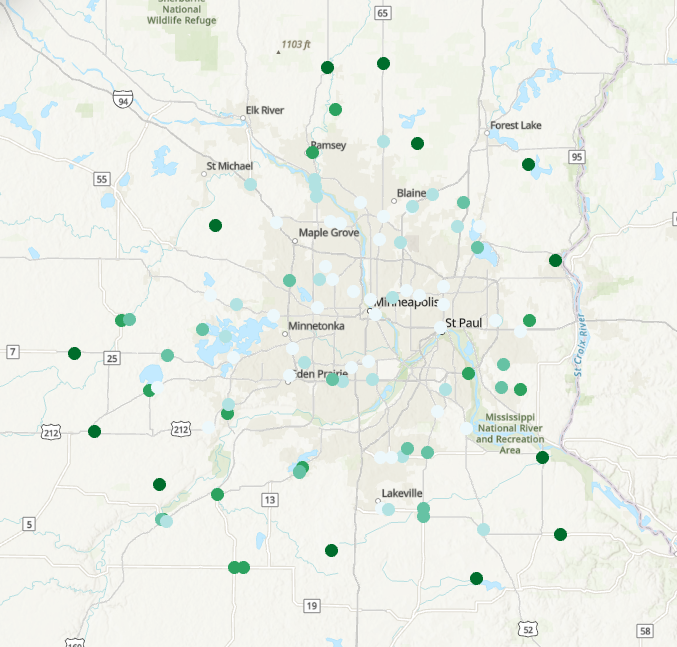 Sherburne
National
Wildlife Refuge
65
1103 ft
94
Elk River
Forest Lake
Ramsey
95
St Michael
55
Blaine
Maple Grove
Minneapolis
St Paul
Minnetonka
St Croix River
7
25
Eden Prairie
212
212
Mississippi
National River
and Recreation
Area
Lakeville
13
5
19
52
58
169